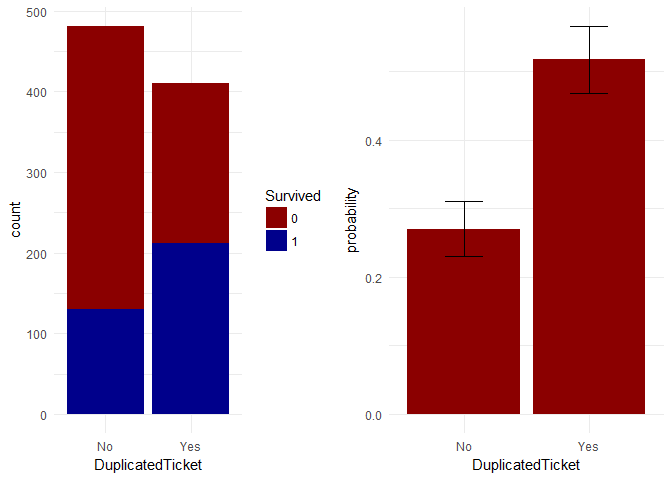 500
400
300
200
100
0
count
No
Yes
DuplicatedTicket
Survived
0
1
0.4
0.2
0.0
probability
No
Yes
DuplicatedTicket